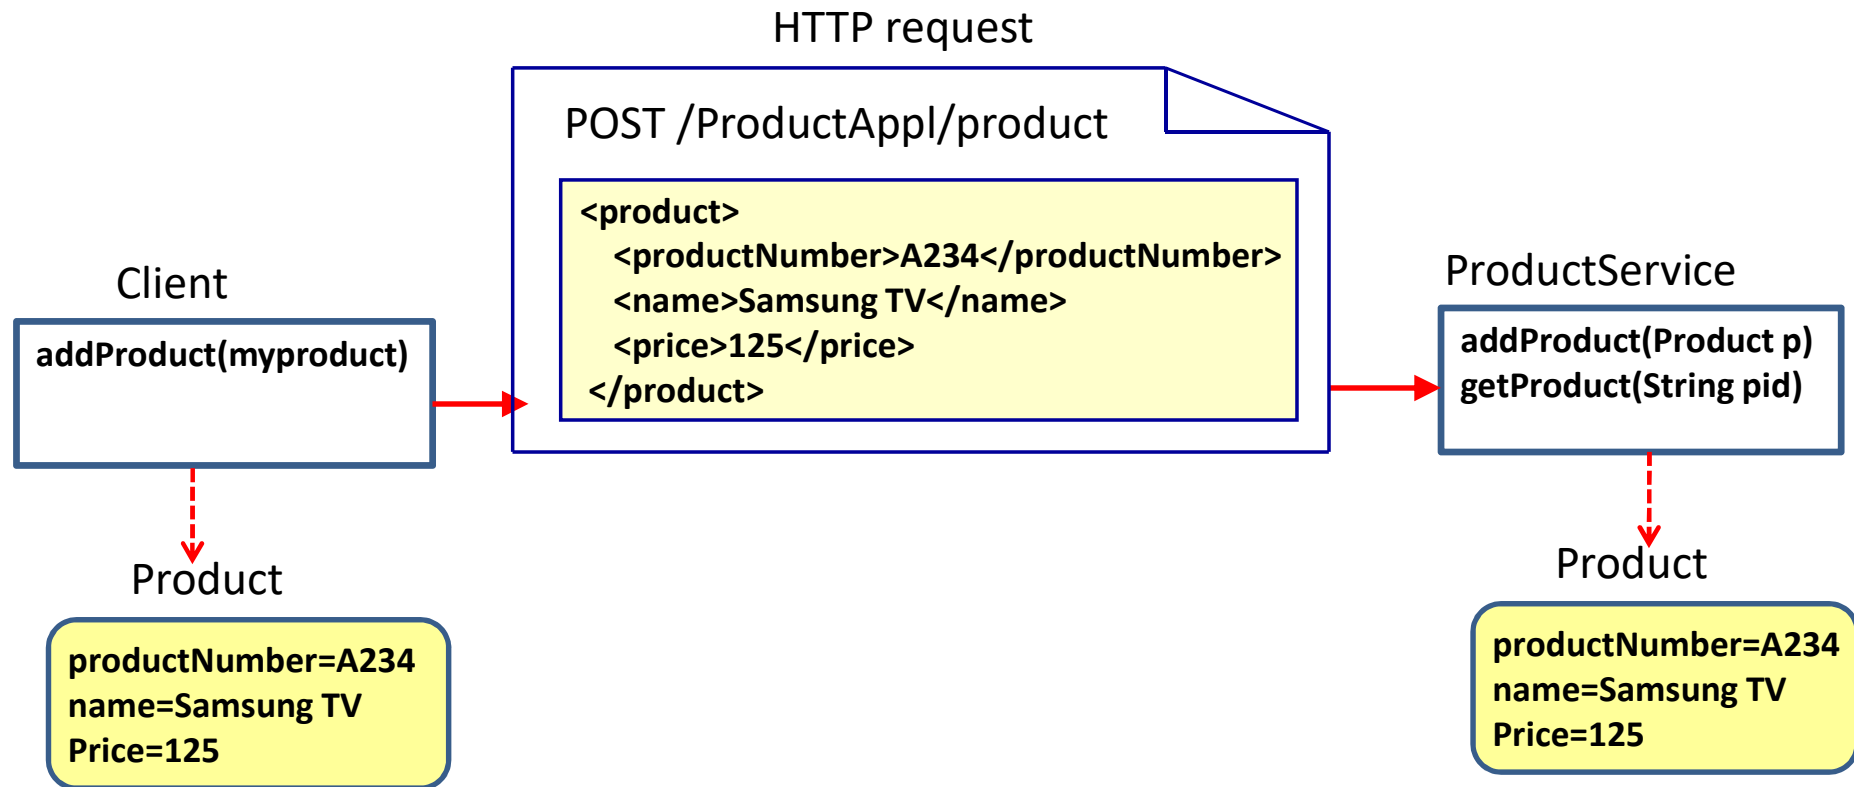 HTTP request
POST /ProductAppl/product
<product>
<productNumber>A234</productNumber>
<name>Samsung TV</name>
<price>125</price>
</product>
Client
addProduct(myproduct)
ProductService
addProduct(Product p)
getProduct(String pid)
Product
productNumber=A234
name=Samsung TV
Price=125
Product
productNumber=A234
name=Samsung TV
Price=125